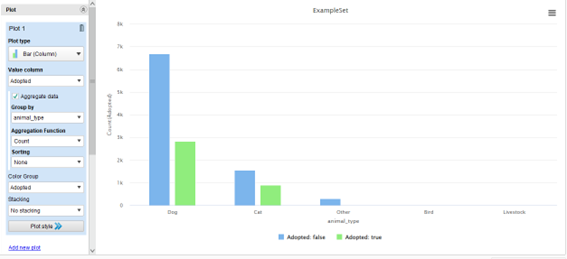 Plot
Plot 1
Plot type
Bar (Column)
Value column
Adopted
Aggregate data
Group by
animal_type
Aggregation Function
Count
Sorting
None
Color Group
Adopted
Stacking
No stacking
Plot style
Add new plot
ExampleSet
Count(Adopted)
8k
7k
6k
5k
4k
3k
2k
1k
0
Dog Cat Other Bird Livestock
animal_type
Adopted: false Adopted: true